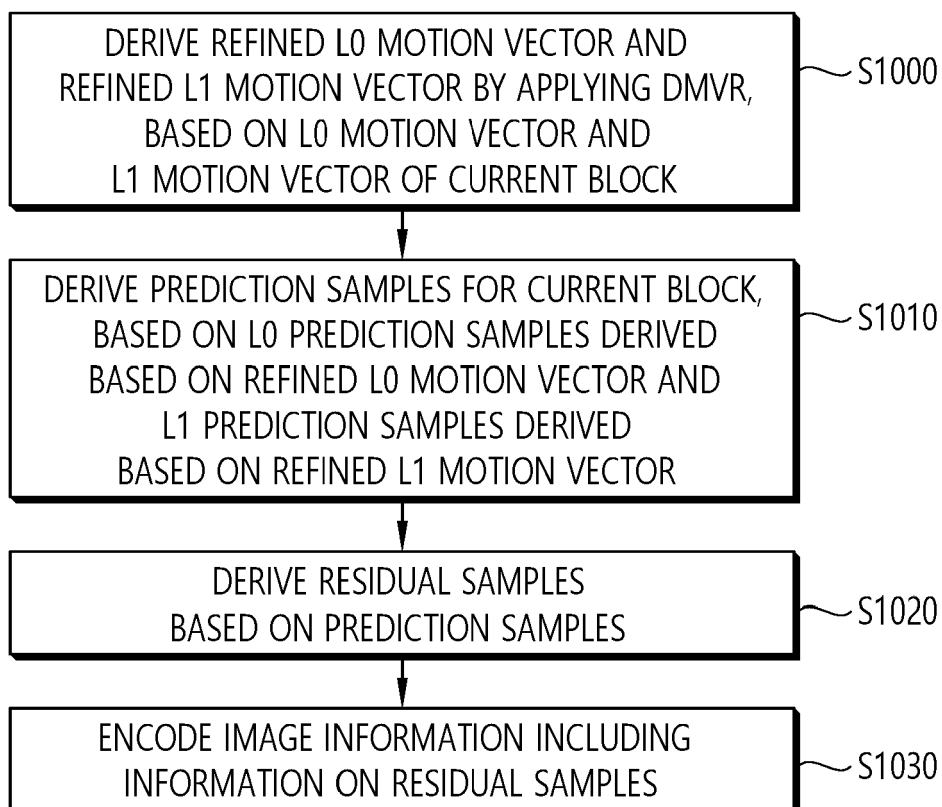 DERIVE REFINED L0 MOTION VECTOR AND
REFINED L1 MOTION VECTOR BY APPLYING DMVR,
BASED ON L0 MOTION VECTOR AND
L1 MOTION VECTOR OF CURRENT BLOCK
S1000
DERIVE PREDICTION SAMPLES FOR CURRENT BLOCK,
BASED ON L0 PREDICTION SAMPLES DERIVED
BASED ON REFINED L0 MOTION VECTOR AND
L1 PREDICTION SAMPLES DERIVED
BASED ON REFINED L1 MOTION VECTOR
S1010
DERIVE RESIDUAL SAMPLES
BASED ON PREDICTION SAMPLES
S1020
ENCODE IMAGE INFORMATION INCLUDING
INFORMATION ON RESIDUAL SAMPLES
S1030